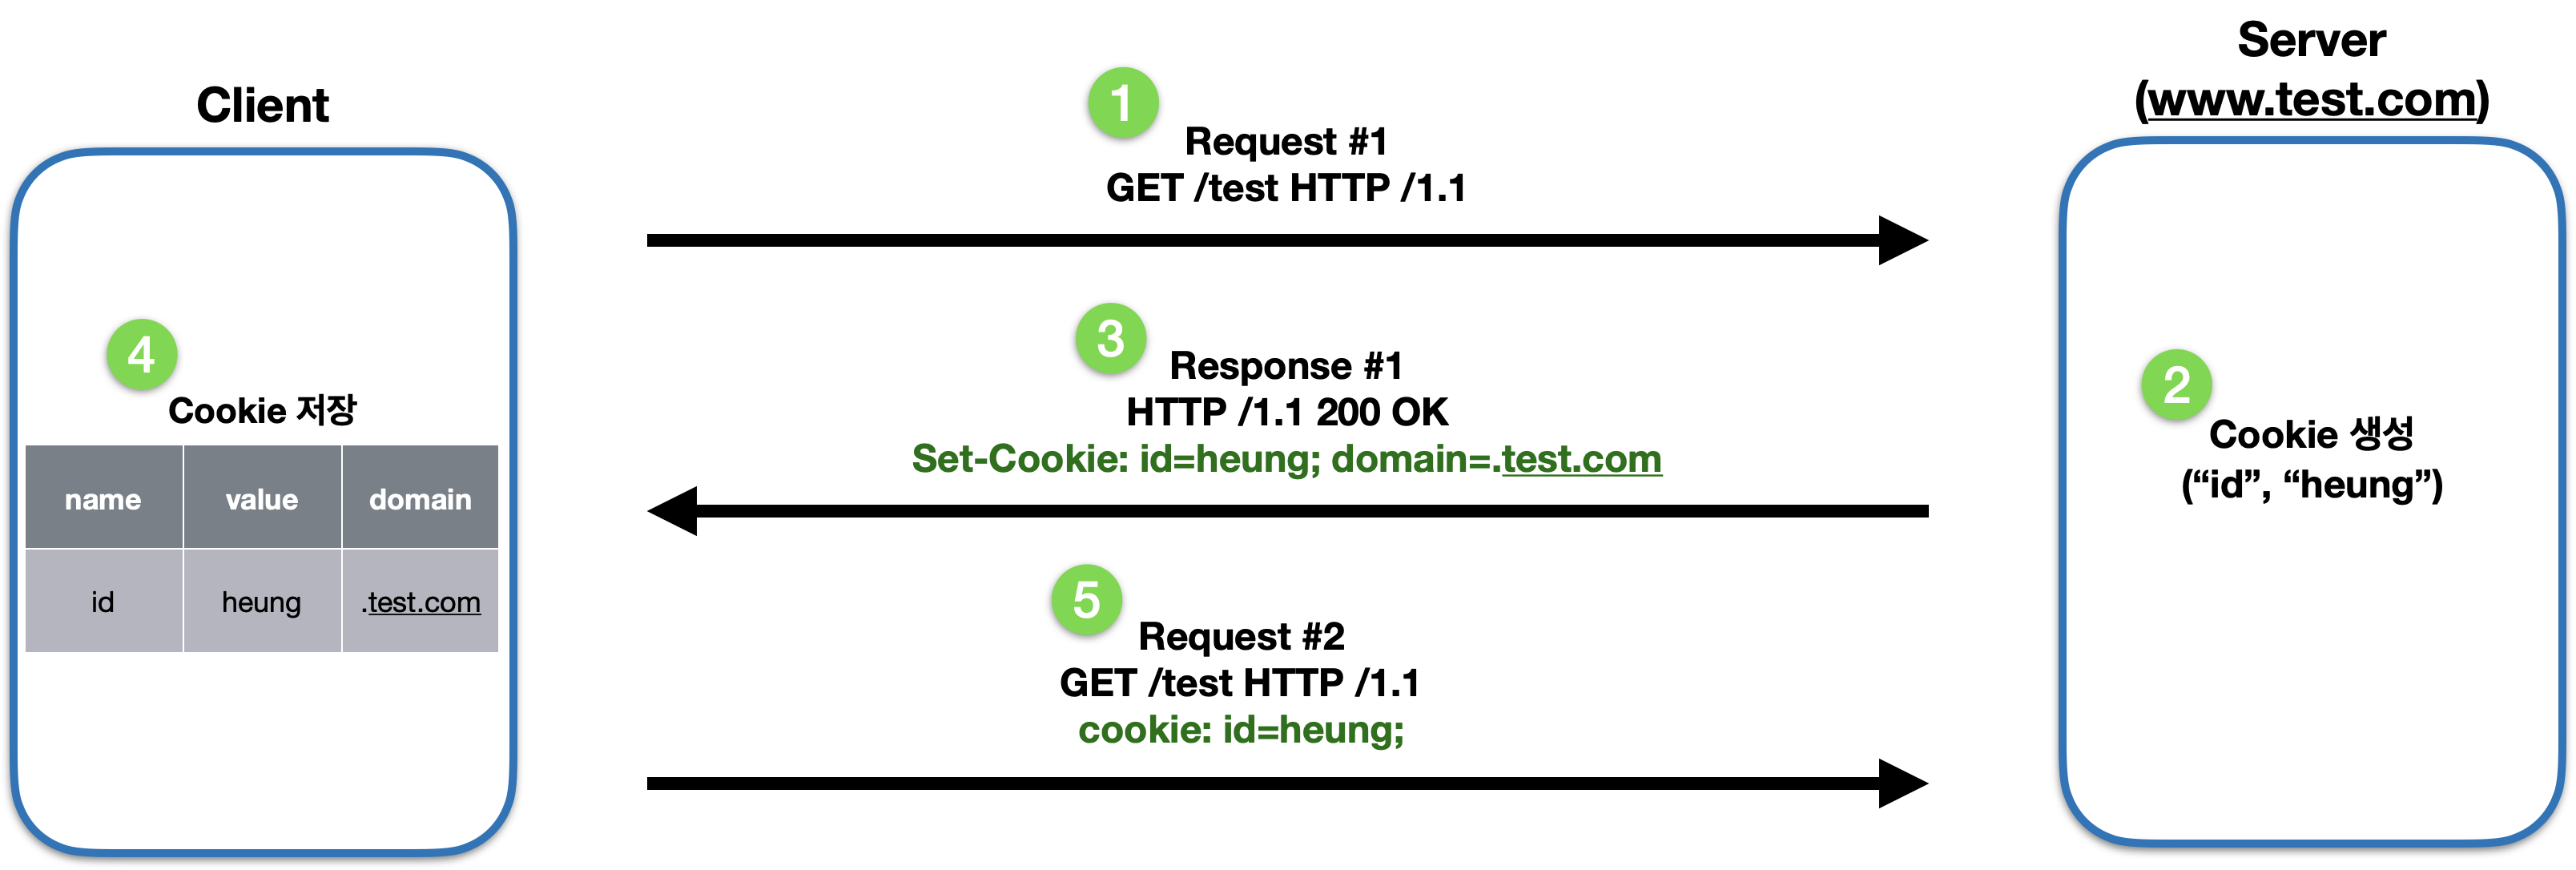 Client
Server
(www.test.com)
1
Request #1
GET /test HTTP /1.1
3
Response #1
HTTP /1.1 200 OK
Set-Cookie: id=heung; domain=.test.com
2
Cookie 생성
(“id”, “heung”)
4
Cookie 저장
name value domain
id heung .test.com
5
Request #2
GET /test HTTP /1.1
cookie: id=heung;